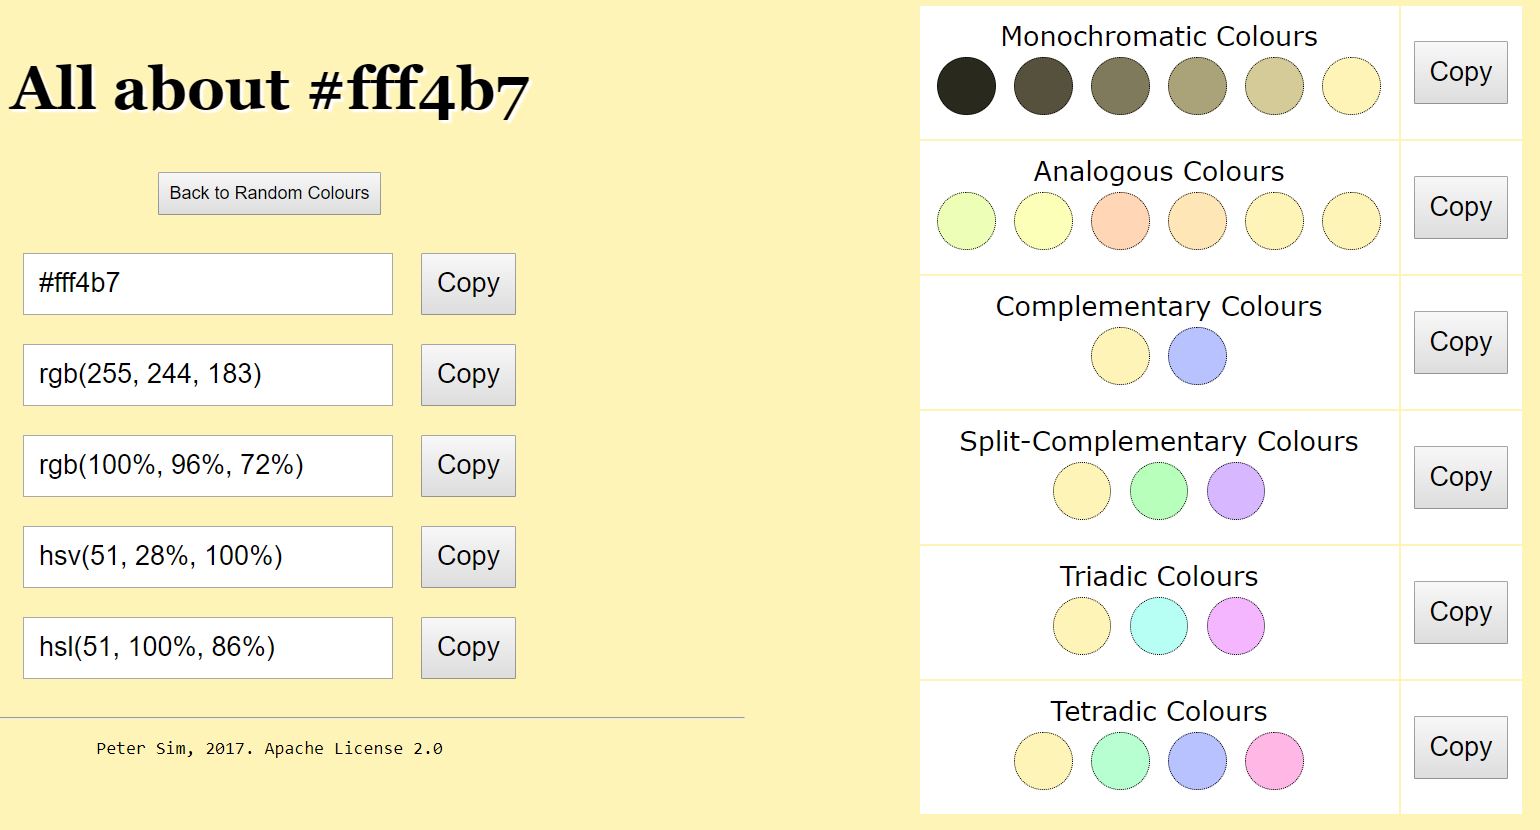 All about #fff4b7
Back to Random Colours
#fff4b7
Copy
rgb(255, 244, 183)
Copy
rgb(100%, 96%, 72%)
Copy
hsv(51, 28%, 100%)
Copy
hsl(51, 100%, 86%)
Copy
Peter Sim, 2017. Apache License 2.0
Monochromatic Colours
Copy
Analogous Colours
Copy
Complementary Colours
Copy
Split-Complementary Colours
Copy
Triadic Colours
Copy
Tetradic Colours
Copy